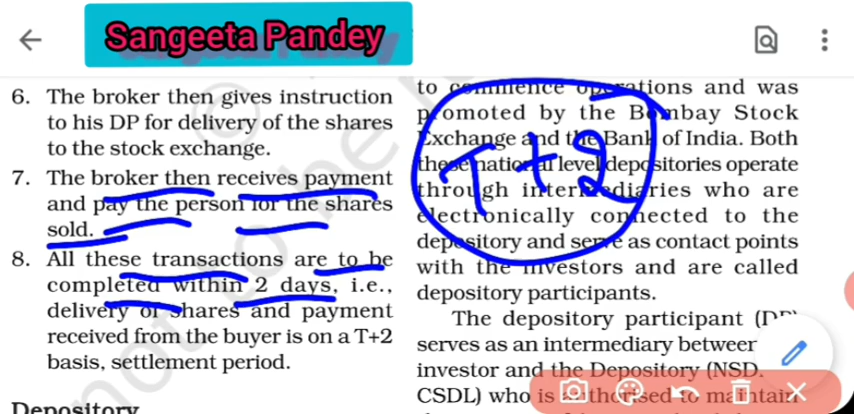 Sangeeta Pandey
6. The broker then gives instruction
to his DP for delivery of the shares
to the stock exchange.
7. The broker then receives payment
and pay the person for the shares
sold.
8. All these transactions are to be
completed within 2 days, i.e.,
delivery of shares and payment
received from the buyer is on a T+2
basis, settlement period.
Depository
to commence operations and was
promoted by the Bombay Stock
Exchange and the Bank of India. Both
these national level depositories operate
through intermediaries who are
electronically connected to the
depository and serve as contact points
with the investors and are called
depository participants.
The depository participant (DP)
serves as an intermediary between
investor and the Depository (NSD
CSDL) who is authorised to maintain
T+2